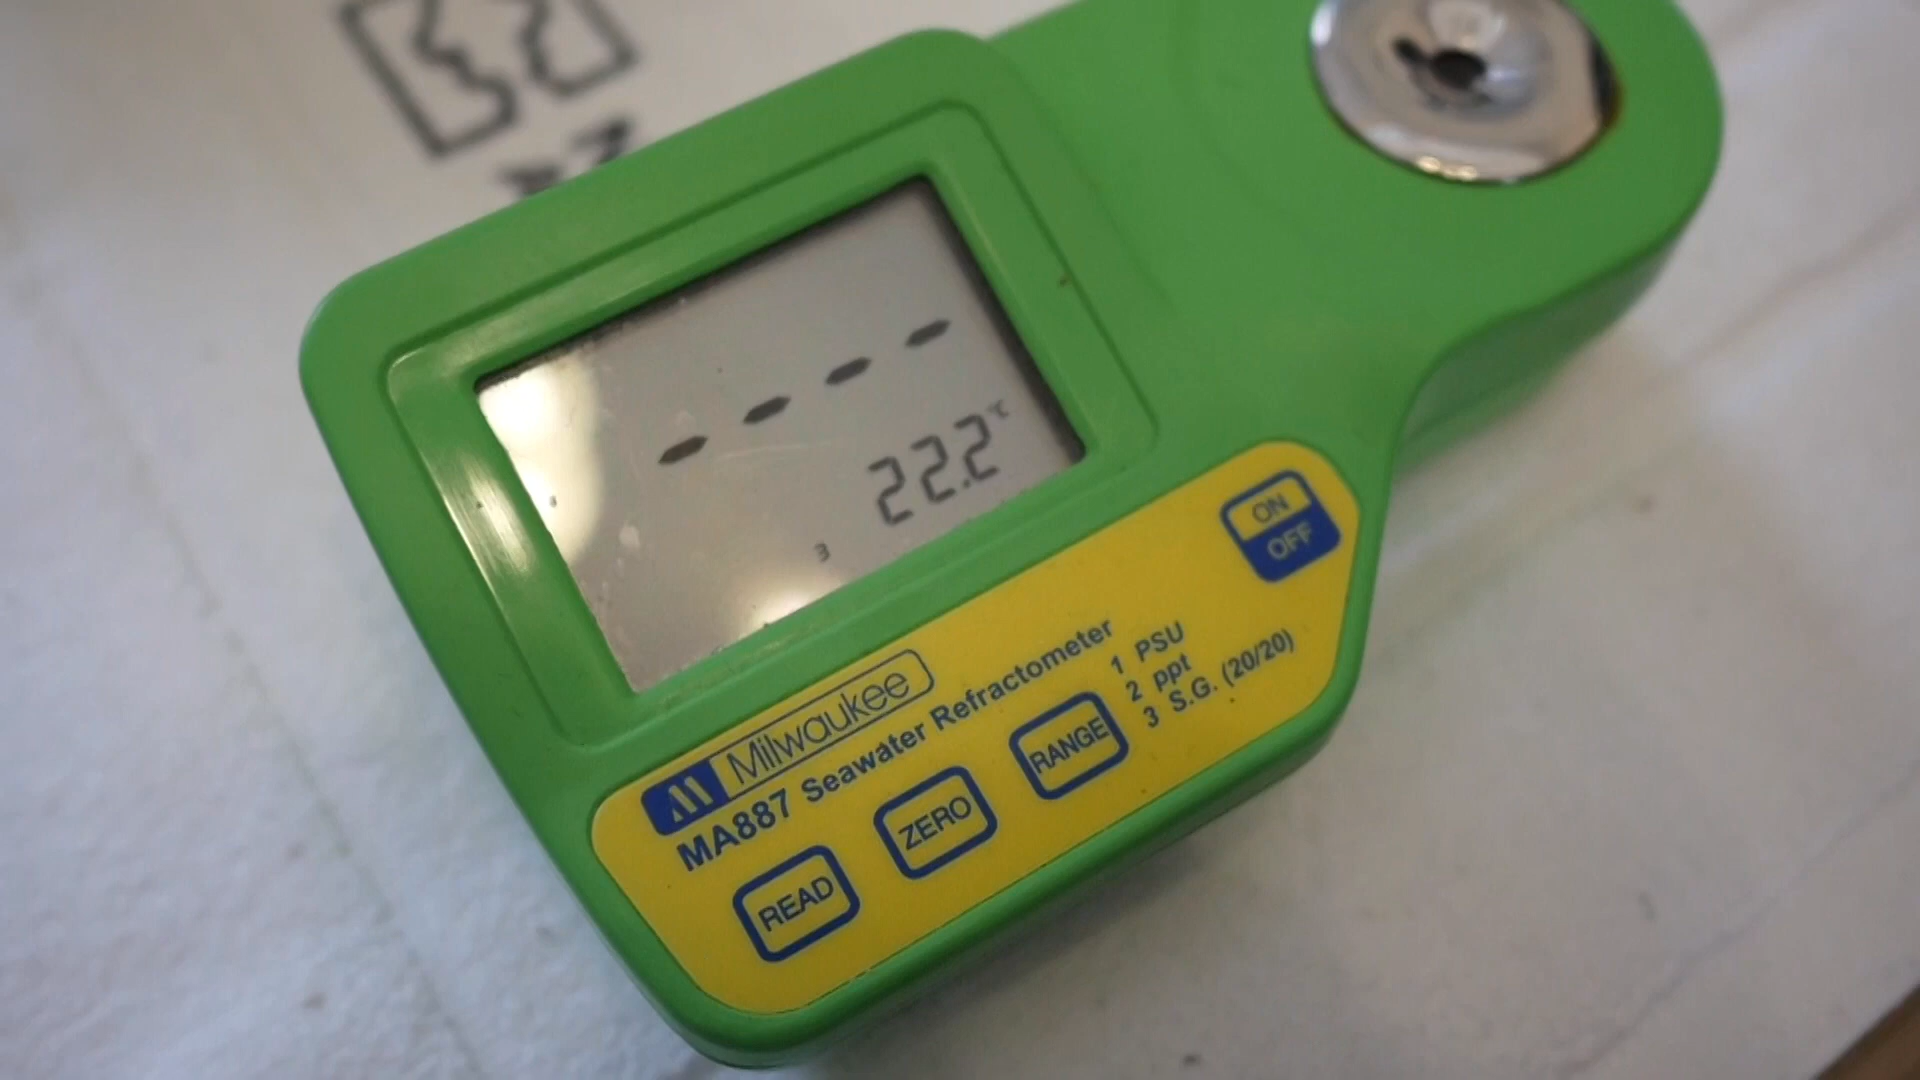 - - - -
22.2 °C
3
ON
OFF
Milwaukee
MA887 Seawater Refractometer
1 PSU
2 ppt
3 S.G. (20/20)
READ
ZERO
RANGE